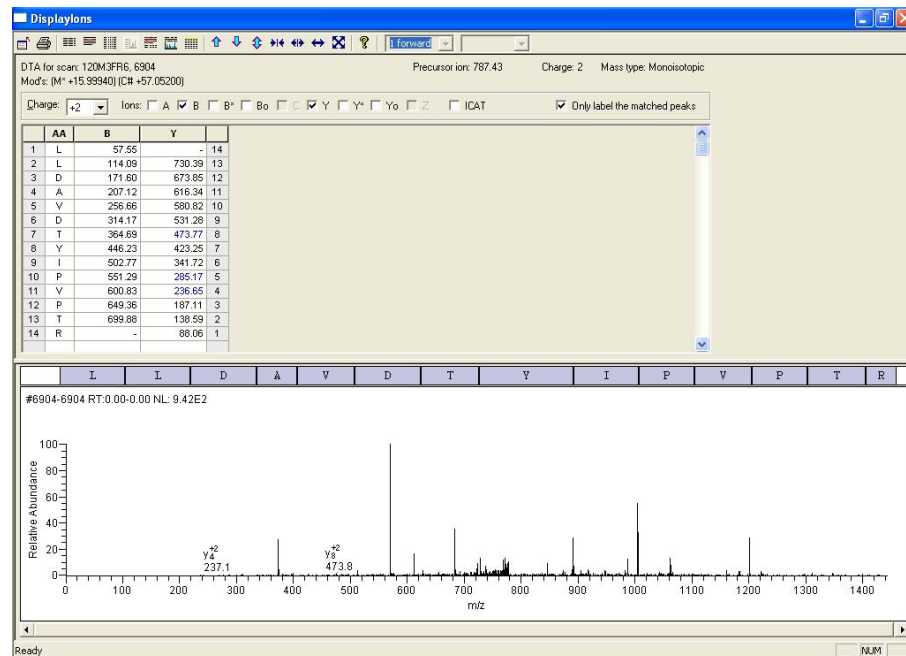 DisplayIons
1 forward
DTA for scan: 120M3FR6, 6904 Precursor ion: 787.43 Charge: 2 Mass type: Monoisotopic
Mod's: (M* +15.99940) (C# +57.05200)
Charge: +2 Ions: A B B* Bo C Y Y* Yo Z ICAT Only label the matched peaks
AA B Y
1 L 57.55 - 14
2 L 114.09 730.39 13
3 D 171.60 673.85 12
4 A 207.12 616.34 11
5 V 256.66 580.82 10
6 D 314.17 531.28 9
7 T 364.69 473.77 8
8 Y 446.23 423.25 7
9 I 502.77 341.72 6
10 P 551.29 285.17 5
11 V 600.83 236.65 4
12 P 649.36 187.11 3
13 T 699.88 138.59 2
14 R - 88.06 1
L L D A V D T Y I P V P T R
#6904-6904 RT:0.00-0.00 NL: 9.42E2
Relative Abundance
100
80
60
40
20
0
y4+2
237.1
y8+2
473.8
0 100 200 300 400 500 600 700 800 900 1000 1100 1200 1300 1400
m/z
Ready NUM